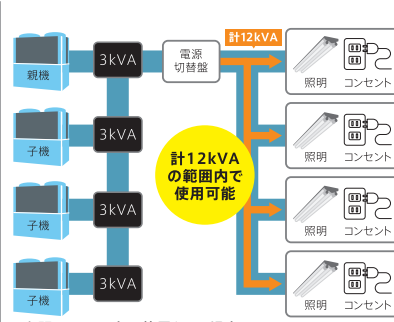 計12kVA
親機
3kVA
電源
切替盤
照明 コンセント
子機
3kVA
照明 コンセント
計12kVA
の範囲内で
使用可能
子機
3kVA
照明 コンセント
子機
3kVA
照明 コンセント